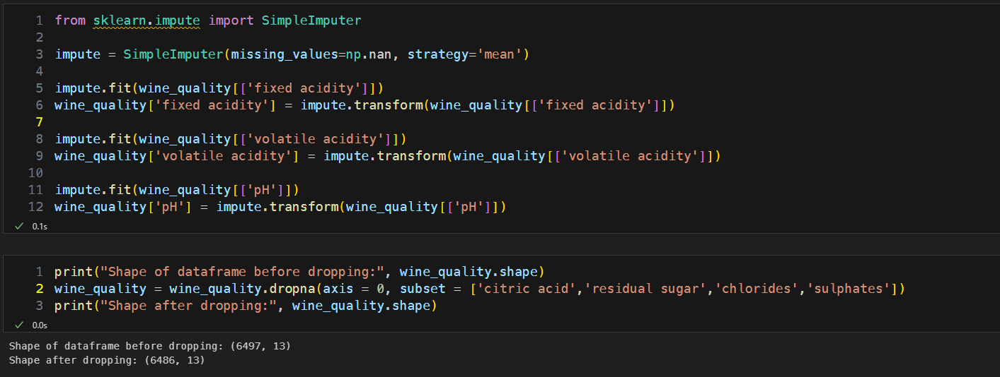 1 from sklearn.impute import SimpleImputer
2
3 impute = SimpleImputer(missing_values=np.nan, strategy='mean')
4
5 impute.fit(wine_quality[['fixed acidity']])
6 wine_quality['fixed acidity'] = impute.transform(wine_quality[['fixed acidity']])
7
8 impute.fit(wine_quality[['volatile acidity']])
9 wine_quality['volatile acidity'] = impute.transform(wine_quality[['volatile acidity']])
10
11 impute.fit(wine_quality[['pH']])
12 wine_quality['pH'] = impute.transform(wine_quality[['pH']])
✓ 0.1s
1 print("Shape of dataframe before dropping:", wine_quality.shape)
2 wine_quality = wine_quality.dropna(axis = 0, subset = ['citric acid','residual sugar','chlorides','sulphates'])
3 print("Shape after dropping:", wine_quality.shape)
✓ 0.0s
Shape of dataframe before dropping: (6497, 13)
Shape after dropping: (6486, 13)